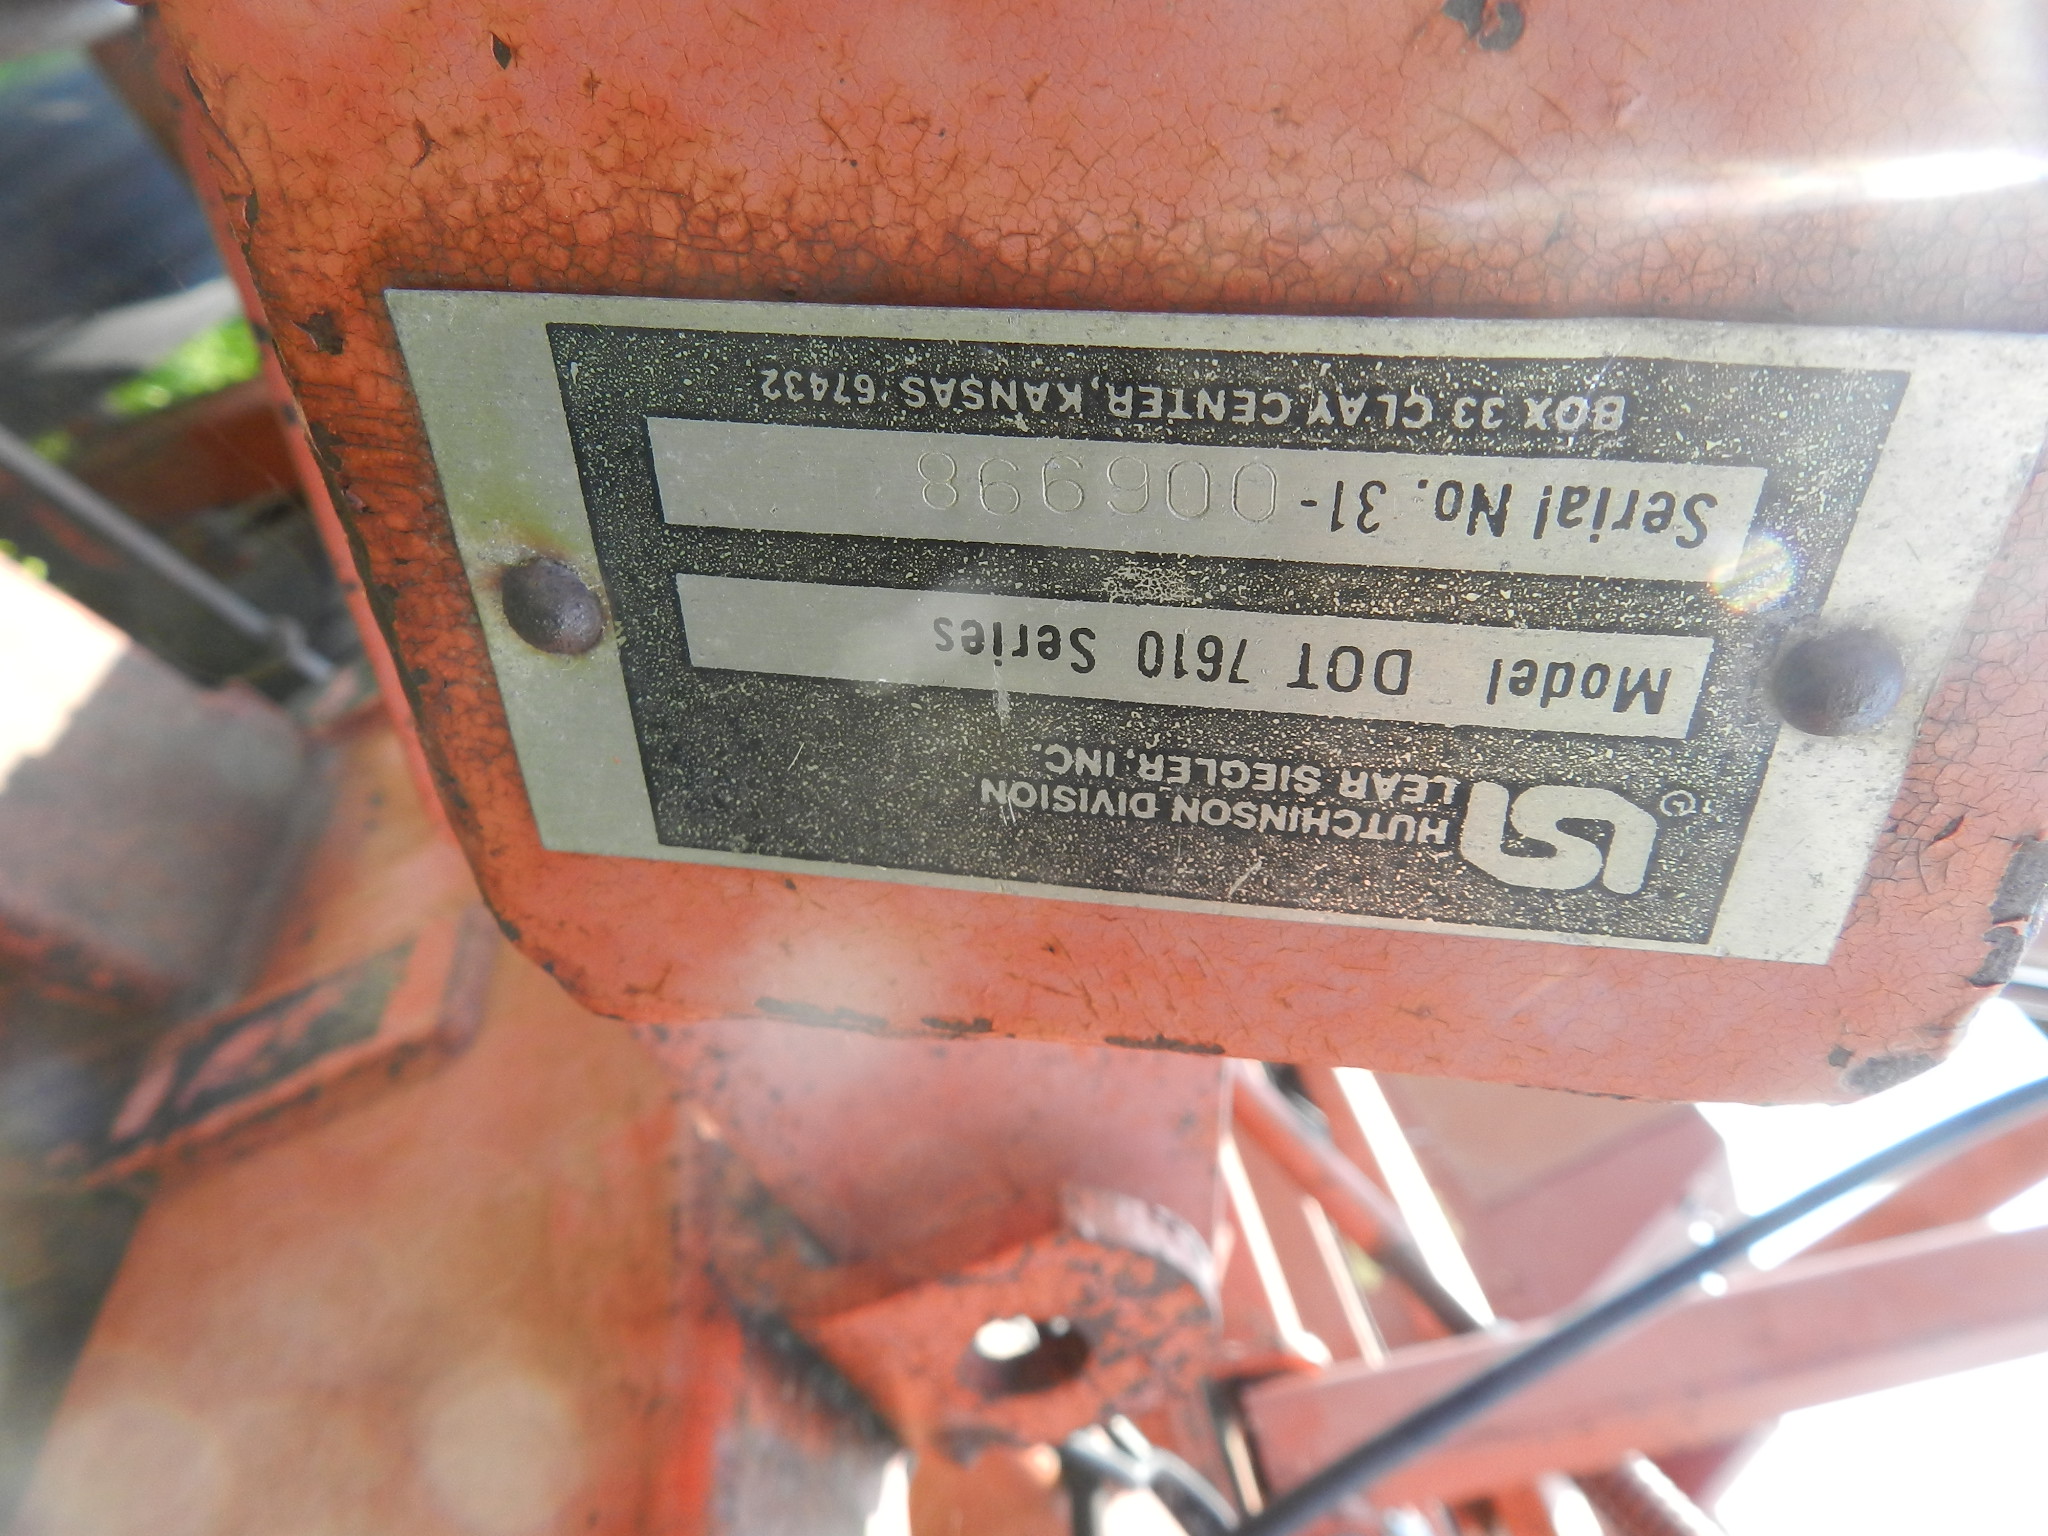 HUTCHINSON DIVISION
LEAR SIEGLER, INC.
Model DOT 7610 Series
Serial No. 31-006998
BOX 33 CLAY CENTER, KANSAS 67432